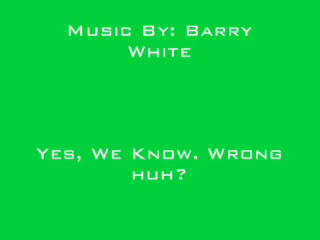 Music By: Barry
White
Yes, We Know. Wrong
huh?